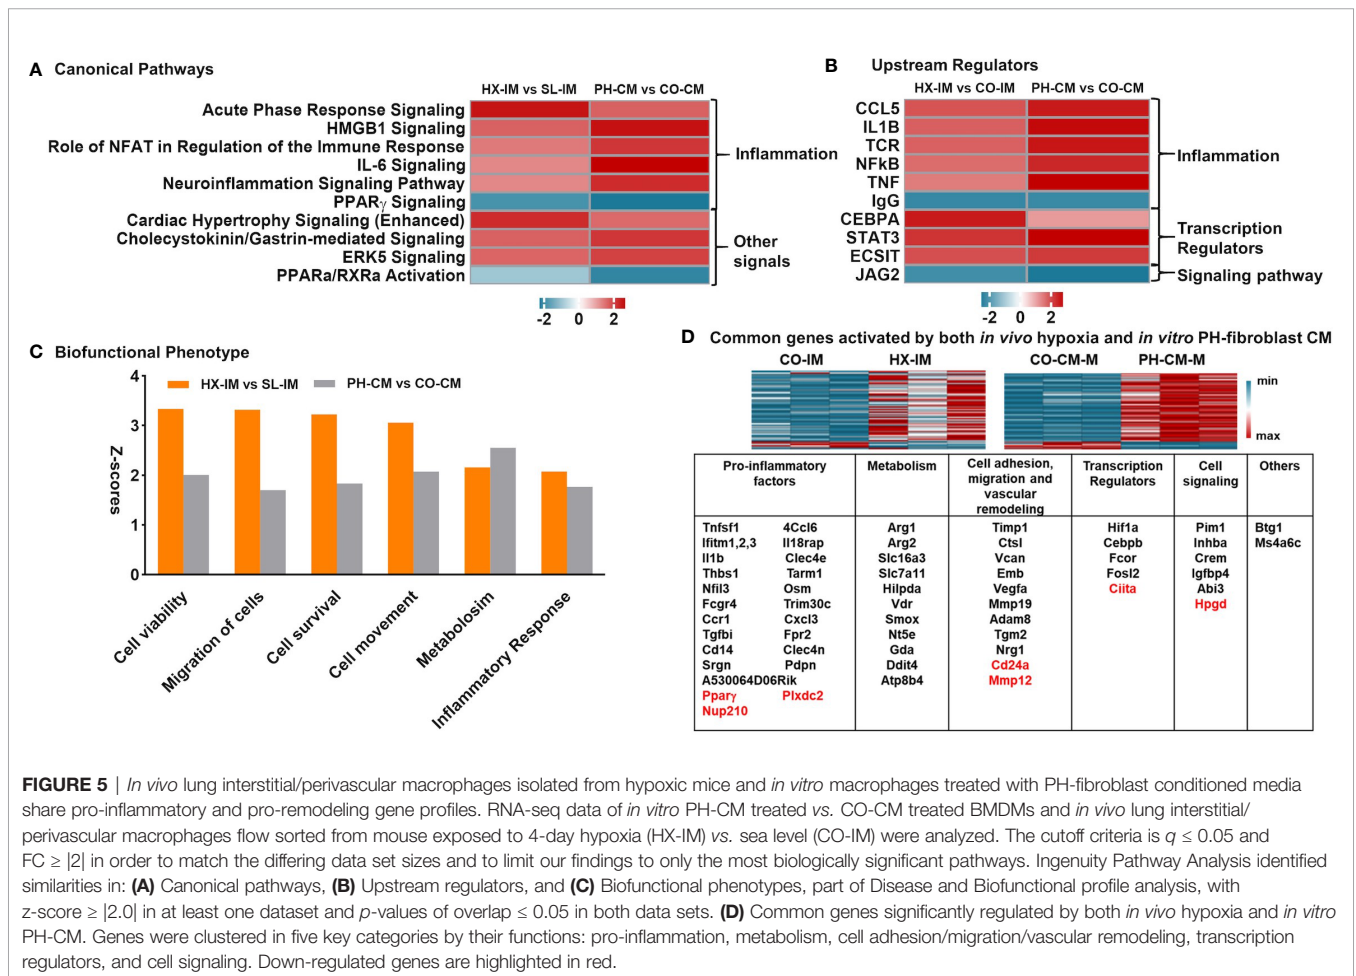 A Canonical Pathways
HX-IM vs SL-IM PH-CM vs CO-CM
Acute Phase Response Signaling
HMGB1 Signaling
Role of NFAT in Regulation of the Immune Response
IL-6 Signaling
Neuroinflammation Signaling Pathway
PPARγ Signaling
Cardiac Hypertrophy Signaling (Enhanced)
Cholecystokinin/Gastrin-mediated Signaling
ERK5 Signaling
PPARa/RXRa Activation
Inflammation
Other
signals
-2 0 2
B Upstream Regulators
HX-IM vs CO-IM PH-CM vs CO-CM
CCL5
IL1B
TCR
NFkB
TNF
IgG
CEBPA
STAT3
ECSIT
JAG2
Inflammation
Transcription
Regulators
Signaling pathway
-2 0 2
C Biofunctional Phenotype
HX-IM vs SL-IM PH-CM vs CO-CM
Z-scores
4
3
2
1
0
Cell viability
Migration of cells
Cell survival
Cell movement
Metabolosim
Inflammatory Response
D Common genes activated by both in vivo hypoxia and in vitro PH-fibroblast CM
CO-IM HX-IM CO-CM-M PH-CM-M
min
max
Pro-inflammatory
factors
Metabolism
Cell adhesion,
migration and
vascular
remodeling
Transcription
Regulators
Cell
signaling
Others
Tnfsf1 4Ccl6 Arg1 Timp1 Hif1a Pim1 Btg1
Ifitm1,2,3 Il18rap Arg2 Ctsl Cebpb Inhba Ms4a6c
Il1b Clec4e Slc16a3 Vcan Fcor Crem
Thbs1 Tarm1 Slc7a11 Emb Fosl2 Igfbp4
Nfil3 Osm Hilpda Vegfa Ciita Abi3
Fcgr4 Trim30c Vdr Mmp19 Hpgd
Ccr1 Cxcl3 Smox Adam8
Tgfbi Fpr2 Nt5e Tgm2
Cd14 Clec4n Gda Nrg1
Srgn Pdpn Ddit4 Cd24a
A530064D06Rik Atp8b4 Mmp12
Pparγ Plxdc2
Nup210
FIGURE 5 | In vivo lung interstitial/perivascular macrophages isolated from hypoxic mice and in vitro macrophages treated with PH-fibroblast conditioned media
share pro-inflammatory and pro-remodeling gene profiles. RNA-seq data of in vitro PH-CM treated vs. CO-CM treated BMDMs and in vivo lung interstitial/
perivascular macrophages flow sorted from mouse exposed to 4-day hypoxia (HX-IM) vs. sea level (CO-IM) were analyzed. The cutoff criteria is q ≤ 0.05 and
FC ≥ |2| in order to match the differing data set sizes and to limit our findings to only the most biologically significant pathways. Ingenuity Pathway Analysis identified
similarities in: (A) Canonical pathways, (B) Upstream regulators, and (C) Biofunctional phenotypes, part of Disease and Biofunctional profile analysis, with
z-score ≥ |2.0| in at least one dataset and p-values of overlap ≤ 0.05 in both data sets. (D) Common genes significantly regulated by both in vivo hypoxia and in vitro
PH-CM. Genes were clustered in five key categories by their functions: pro-inflammation, metabolism, cell adhesion/migration/vascular remodeling, transcription
regulators, and cell signaling. Down-regulated genes are highlighted in red.